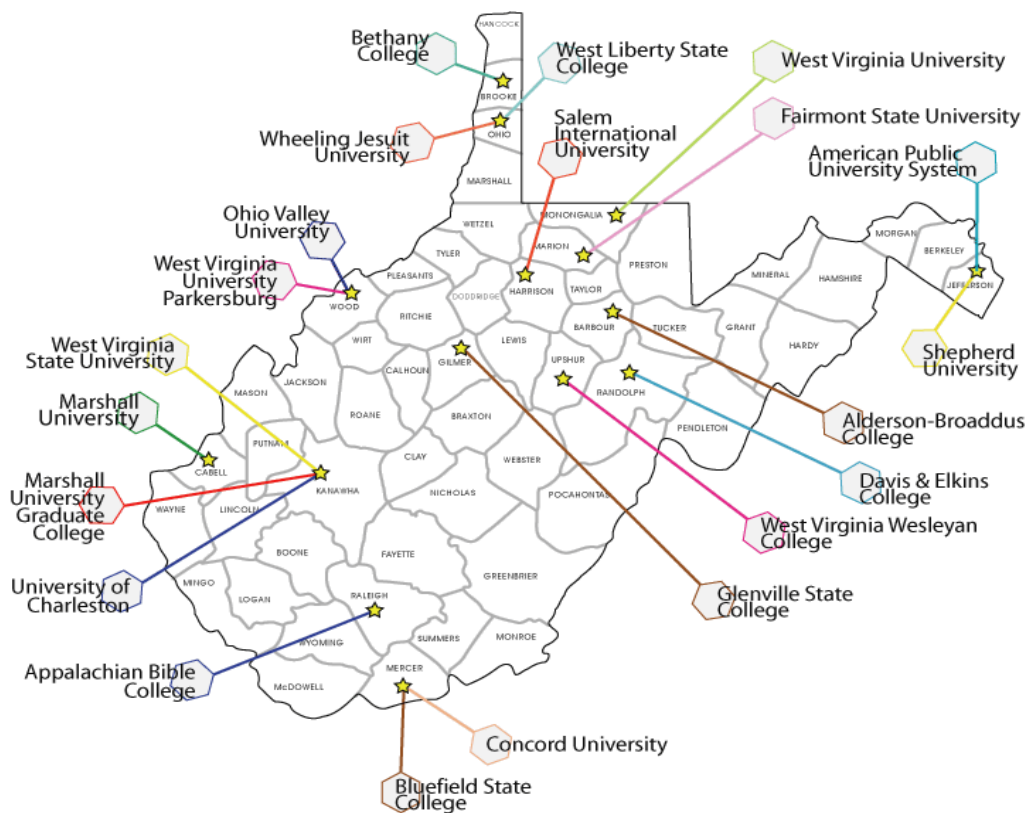 HANCOCK
Bethany
College
West Liberty State
College
West Virginia University
BROOKE
Fairmont State University
Wheeling Jesuit
University
OHIO
Salem
International
University
American Public
University System
MARSHALL
Ohio Valley
University
WETZEL
MONONGALIA
MORGAN
BERKELEY
MARION
TYLER
PRESTON
MINERAL
HAMSHIRE
JEFFERSON
West Virginia
University
Parkersburg
PLEASANTS
DODDRIDGE
HARRISON
TAYLOR
WOOD
RITCHIE
BARBOUR
TUCKER
GRANT
West Virginia
State University
WIRT
LEWIS
HARDY
Shepherd
University
GILMER
UPSHUR
CALHOUN
JACKSON
MASON
RANDOLPH
Marshall
University
ROANE
BRAXTON
PENDLETON
Alderson-Broaddus
College
PUTNAM
CLAY
WEBSTER
CABELL
Davis & Elkins
College
KANAWHA
NICHOLAS
POCAHONTAS
Marshall
University
Graduate
College
WAYNE
LINCOLN
West Virginia Wesleyan
College
BOONE
FAYETTE
GREENBRIER
University of
Charleston
MINGO
LOGAN
RALEIGH
Glenville State
College
WYOMING
SUMMERS
MONROE
Appalachian Bible
College
MERCER
McDOWELL
Concord University
Bluefield State
College